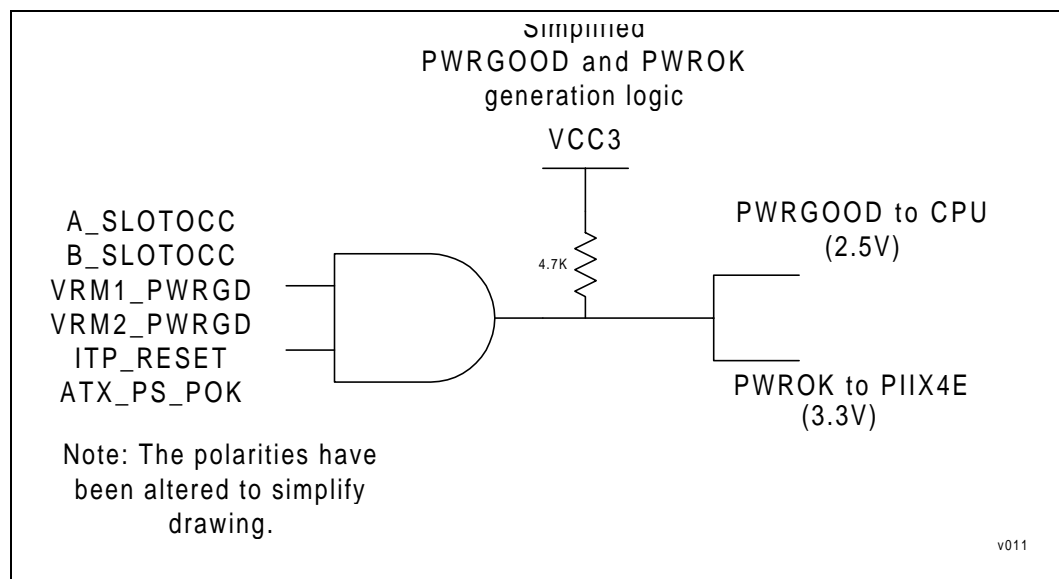 Simplified
PWRGOOD and PWROK
generation logic
VCC3
A_SLOTOCC
B_SLOTOCC
VRM1_PWRGD
VRM2_PWRGD
ITP_RESET
ATX_PS_POK
4.7K
PWRGOOD to CPU
(2.5V)
PWROK to PIIX4E
(3.3V)
Note: The polarities have
been altered to simplify
drawing.
v011